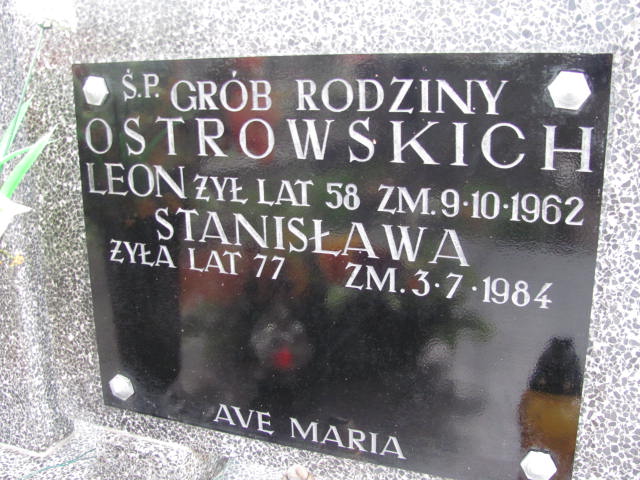 Ś.P. GRÓB RODZINY
OSTROWSKICH
LEON ŻYŁ LAT 58 ZM. 9·10·1962
STANISŁAWA
ŻYŁA LAT 77 ZM. 3·7·1984
AVE MARIA